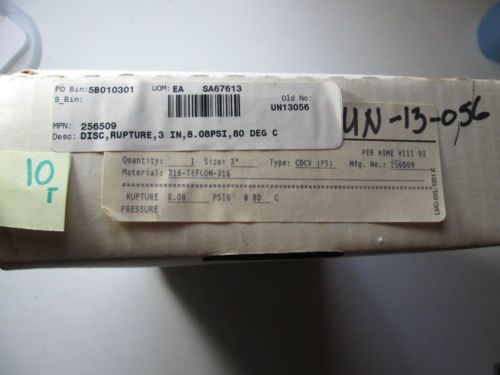 PO Bin: 5B010301 UOM: EA SA67613
S_Bin: Old No:
UN13056
MPN: 256509
Desc: DISC,RUPTURE,3 IN,8.08PSI,80 DEG C
UN-13-056
10
T
PER ASME VIII 92
Quantity: 1 Size: 3" Type: CDCV (FS) Mfg. No.: 256509
Material: 316-TEFLON-316
RUPTURE 8.08 PSIG @ 80 C
PRESSURE